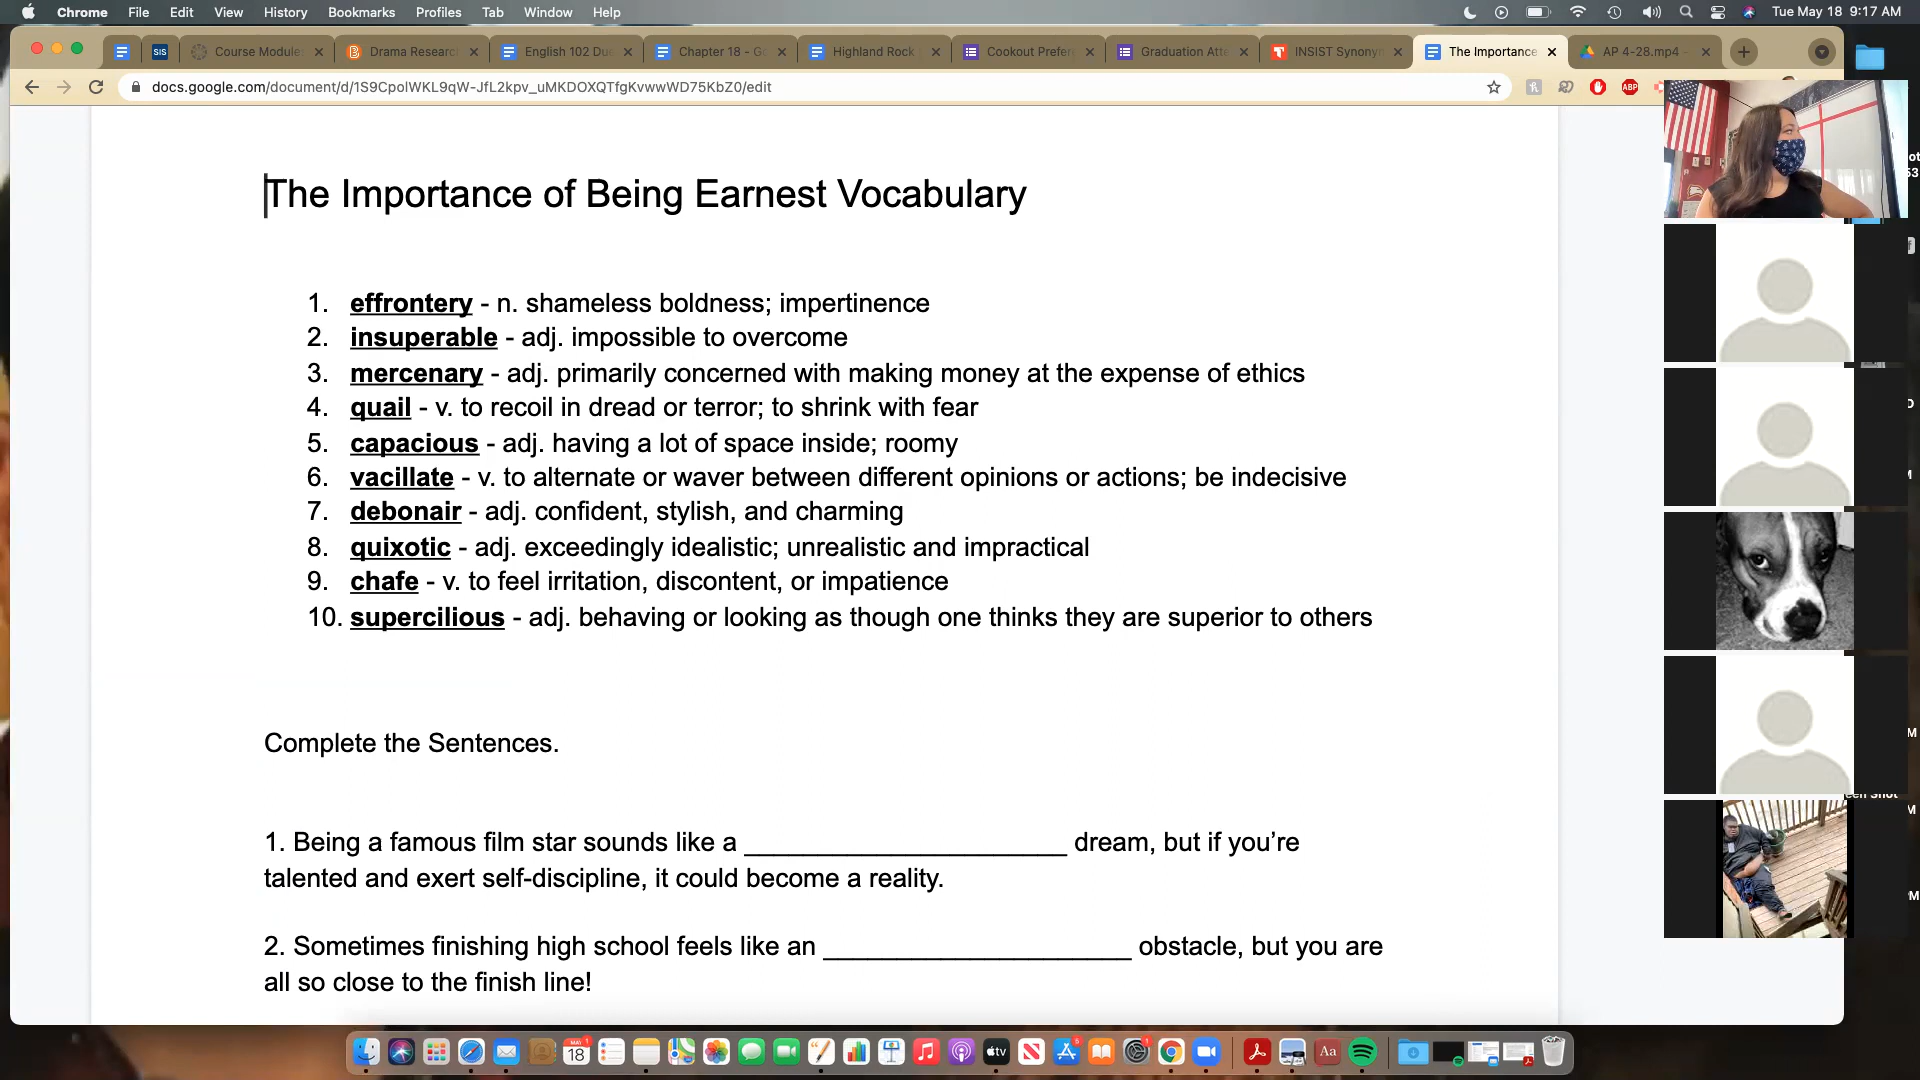 Chrome File Edit View History Bookmarks Profiles Tab Window Help Tue May 18 9:17 AM
SIS Course Module Drama Researc English 102 Du Chapter 18 - G Highland Rock Cookout Prefer Graduation Atte INSIST Synonym The Importance AP 4-28.mp4 -
docs.google.com/document/d/1S9CpolWKL9qW-JfL2kpv_uMKDOXQTfgKvwwWD75KbZ0/edit ABP
The Importance of Being Earnest Vocabulary
1. effrontery - n. shameless boldness; impertinence
2. insuperable - adj. impossible to overcome
3. mercenary - adj. primarily concerned with making money at the expense of ethics
4. quail - v. to recoil in dread or terror; to shrink with fear
5. capacious - adj. having a lot of space inside; roomy
6. vacillate - v. to alternate or waver between different opinions or actions; be indecisive
7. debonair - adj. confident, stylish, and charming
8. quixotic - adj. exceedingly idealistic; unrealistic and impractical
9. chafe - v. to feel irritation, discontent, or impatience
10. supercilious - adj. behaving or looking as though one thinks they are superior to others
Complete the Sentences.
1. Being a famous film star sounds like a ______________________ dream, but if you’re
talented and exert self-discipline, it could become a reality.
2. Sometimes finishing high school feels like an _____________________ obstacle, but you are
all so close to the finish line!
MAY
18
tv
Aa